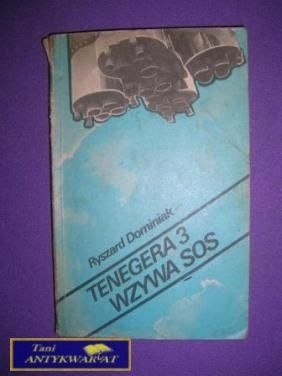 Ryszard Dominiak
TENEGERA 3
WZYWA SOS
Tani
ANTYKWARIAT